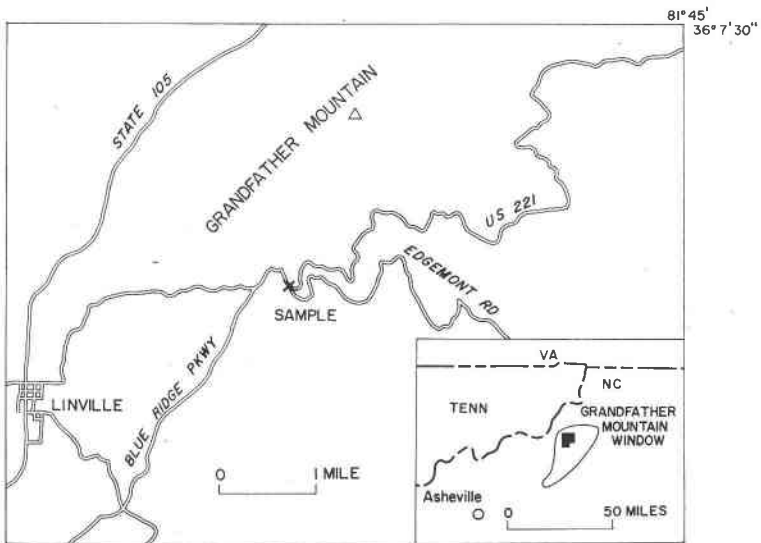 81°45'
36°7'30"
STATE 105
GRANDFATHER MOUNTAIN
US 221
EDGEMONT RD
SAMPLE
BLUE RIDGE PKWY
LINVILLE
0 1 MILE
VA
NC
TENN
GRANDFATHER
MOUNTAIN
WINDOW
Asheville
0 50 MILES